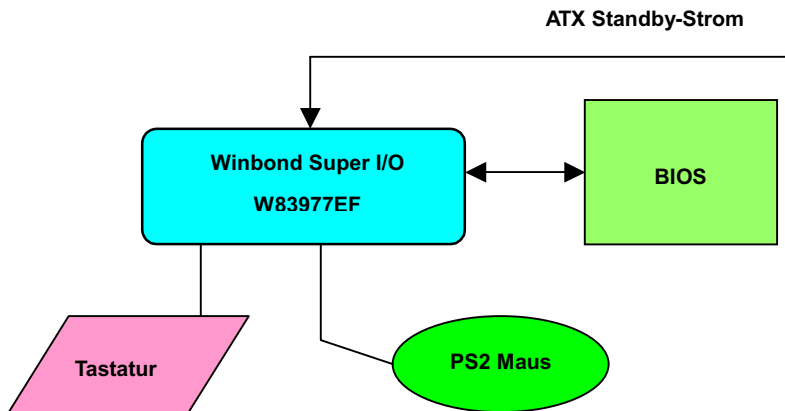 ATX Standby-Strom
Winbond Super I/O
W83977EF
BIOS
Tastatur
PS2 Maus